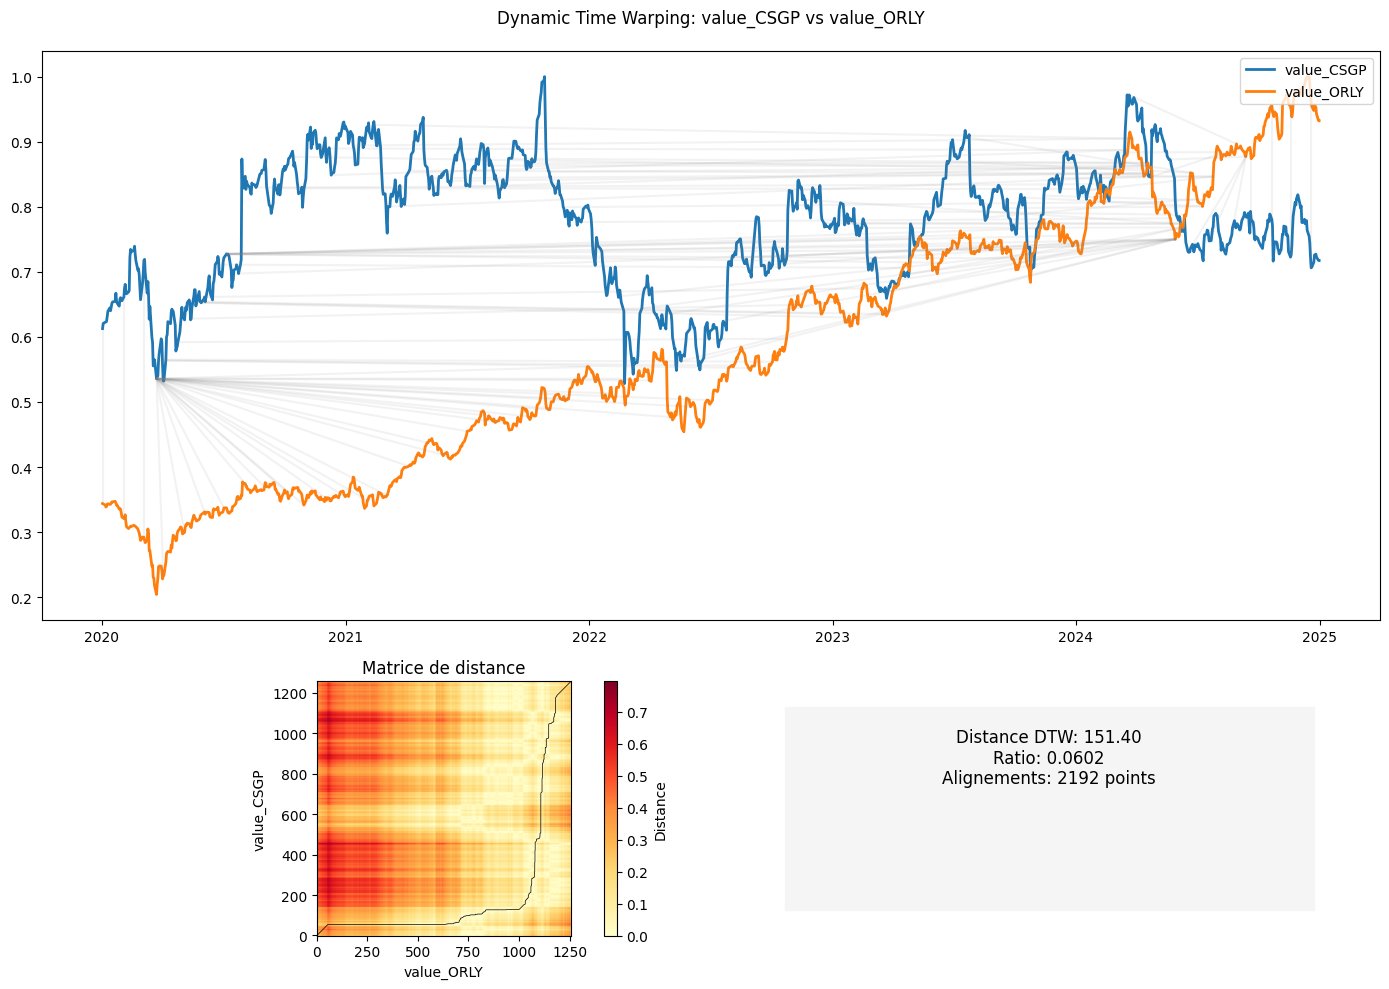 Dynamic Time Warping: value_CSGP vs value_ORLY
value_CSGP
value_ORLY
1.0
0.9
0.8
0.7
0.6
0.5
0.4
0.3
0.2
2020 2021 2022 2023 2024 2025
Matrice de distance
1200
1000
800
600
400
200
0
value_CSGP
0 250 500 750 1000 1250
value_ORLY
0.7
0.6
0.5
0.4
0.3
0.2
0.1
0.0
Distance
Distance DTW: 151.40
Ratio: 0.0602
Alignements: 2192 points